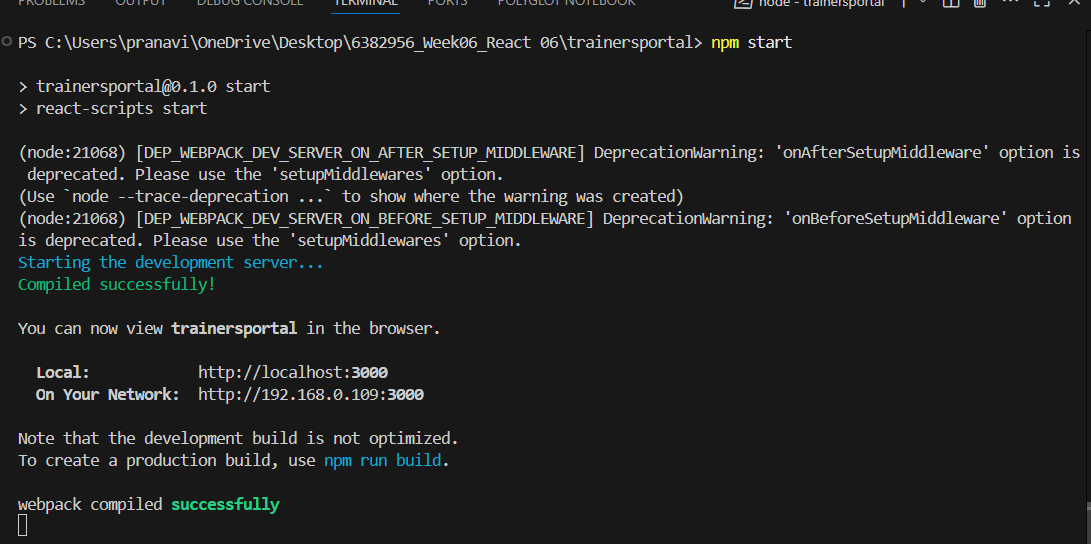 PROBLEMS OUTPUT DEBUG CONSOLE TERMINAL PORTS POLYGLOT NOTEBOOK node - trainersportal
PS C:\Users\pranavi\OneDrive\Desktop\6382956_Week06_React 06\trainersportal> npm start
> trainersportal@0.1.0 start
> react-scripts start
(node:21068) [DEP_WEBPACK_DEV_SERVER_ON_AFTER_SETUP_MIDDLEWARE] DeprecationWarning: 'onAfterSetupMiddleware' option is
deprecated. Please use the 'setupMiddlewares' option.
(Use `node --trace-deprecation ...` to show where the warning was created)
(node:21068) [DEP_WEBPACK_DEV_SERVER_ON_BEFORE_SETUP_MIDDLEWARE] DeprecationWarning: 'onBeforeSetupMiddleware' option
is deprecated. Please use the 'setupMiddlewares' option.
Starting the development server...
Compiled successfully!
You can now view trainersportal in the browser.
Local: http://localhost:3000
On Your Network: http://192.168.0.109:3000
Note that the development build is not optimized.
To create a production build, use npm run build.
webpack compiled successfully